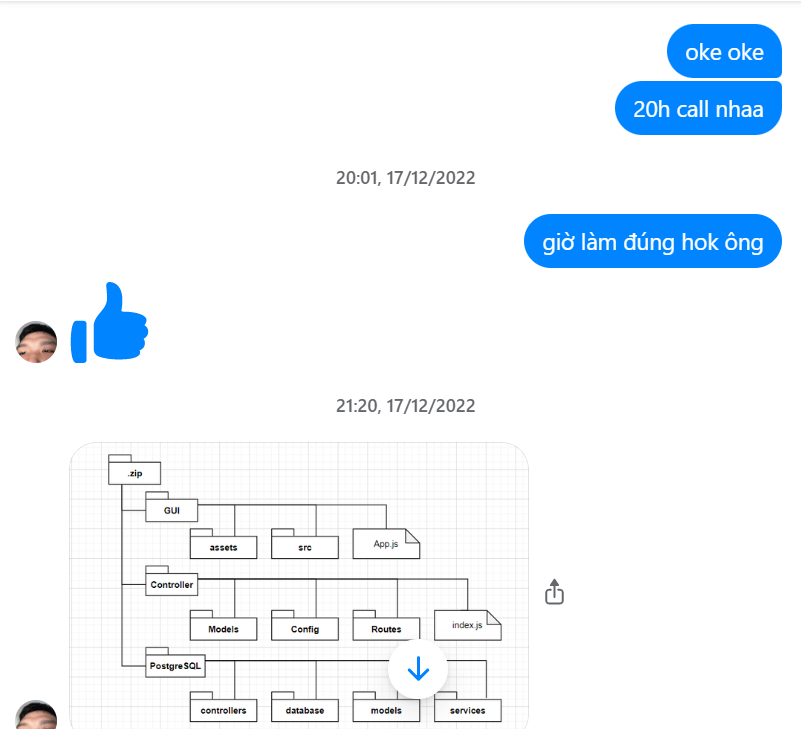 oke oke
20h call nhaa
20:01, 17/12/2022
giờ làm đúng hok ông
21:20, 17/12/2022
.zip
GUI
assets
src
App.js
Controller
Models
Config
Routes
index.js
PostgreSQL
controllers
database
models
services